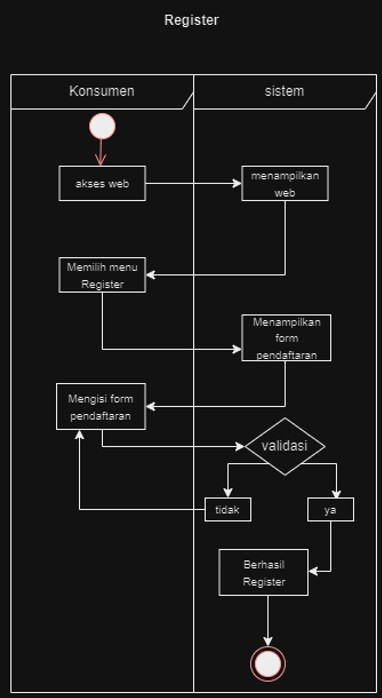 Register
Konsumen
sistem
akses web
menampilkan
web
Memilih menu
Register
Menampilkan
form
pendaftaran
Mengisi form
pendaftaran
validasi
tidak
ya
Berhasil
Register